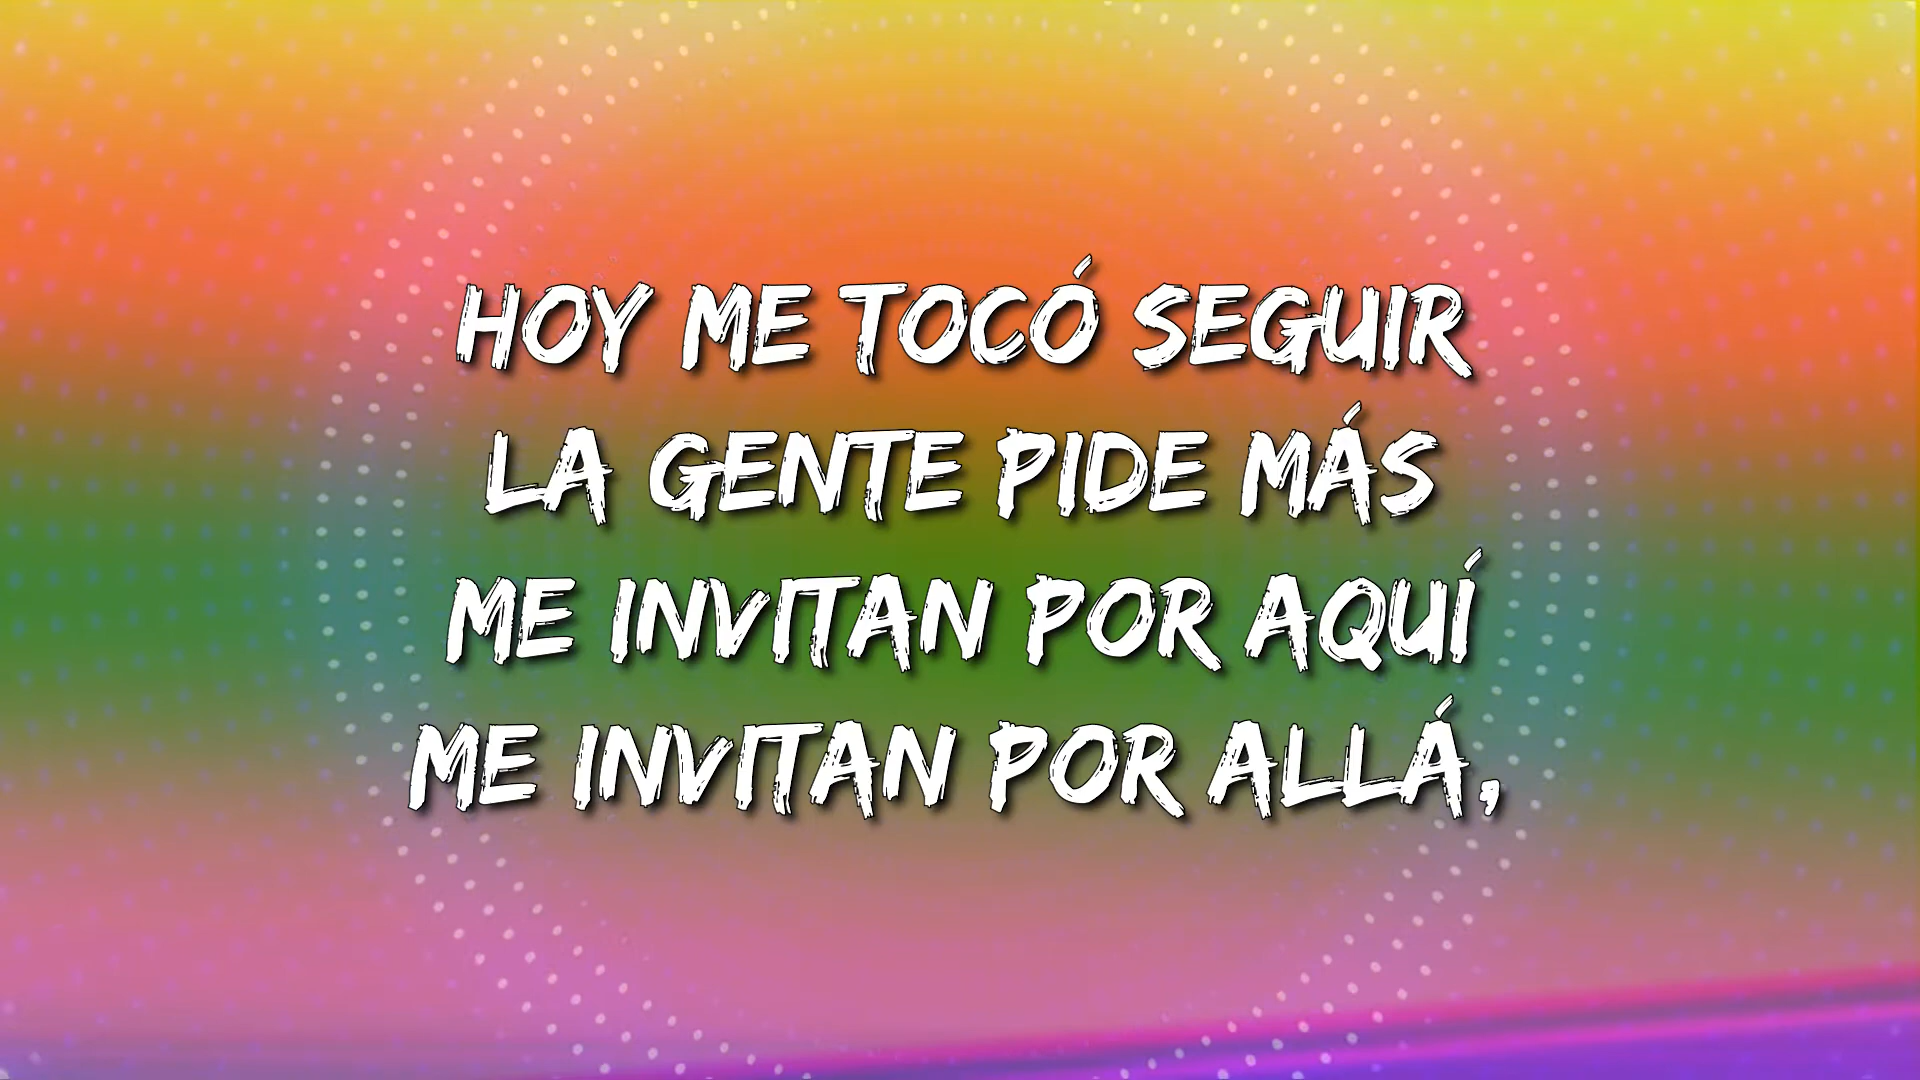 HOY ME TOCÓ SEGUIR
LA GENTE PIDE MÁS
ME INVITAN POR AQUÍ
ME INVITAN POR ALLÁ,